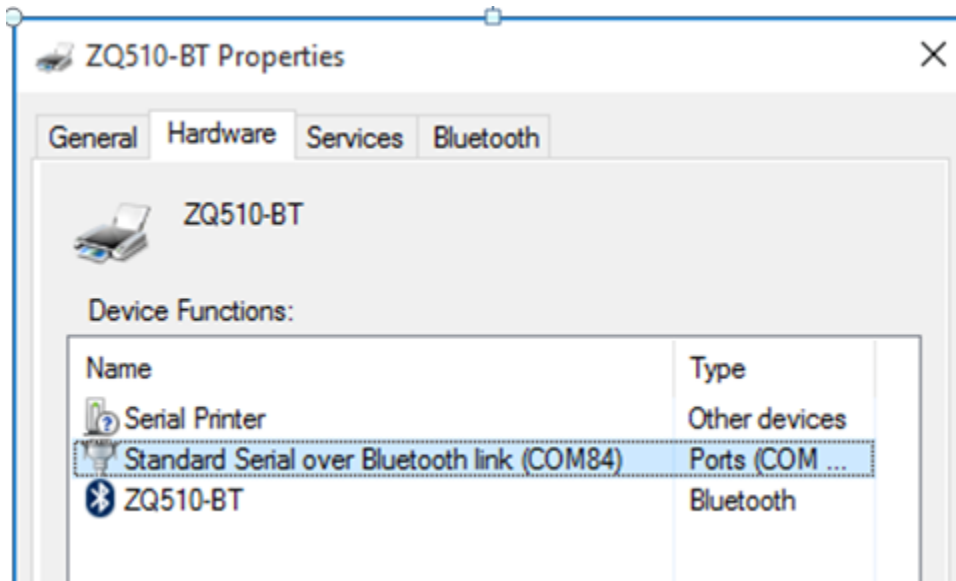 ZQ510-BT Properties
General Hardware Services Bluetooth
ZQ510-BT
Device Functions:
Name Type
Serial Printer Other devices
Standard Serial over Bluetooth link (COM84) Ports (COM ...
ZQ510-BT Bluetooth